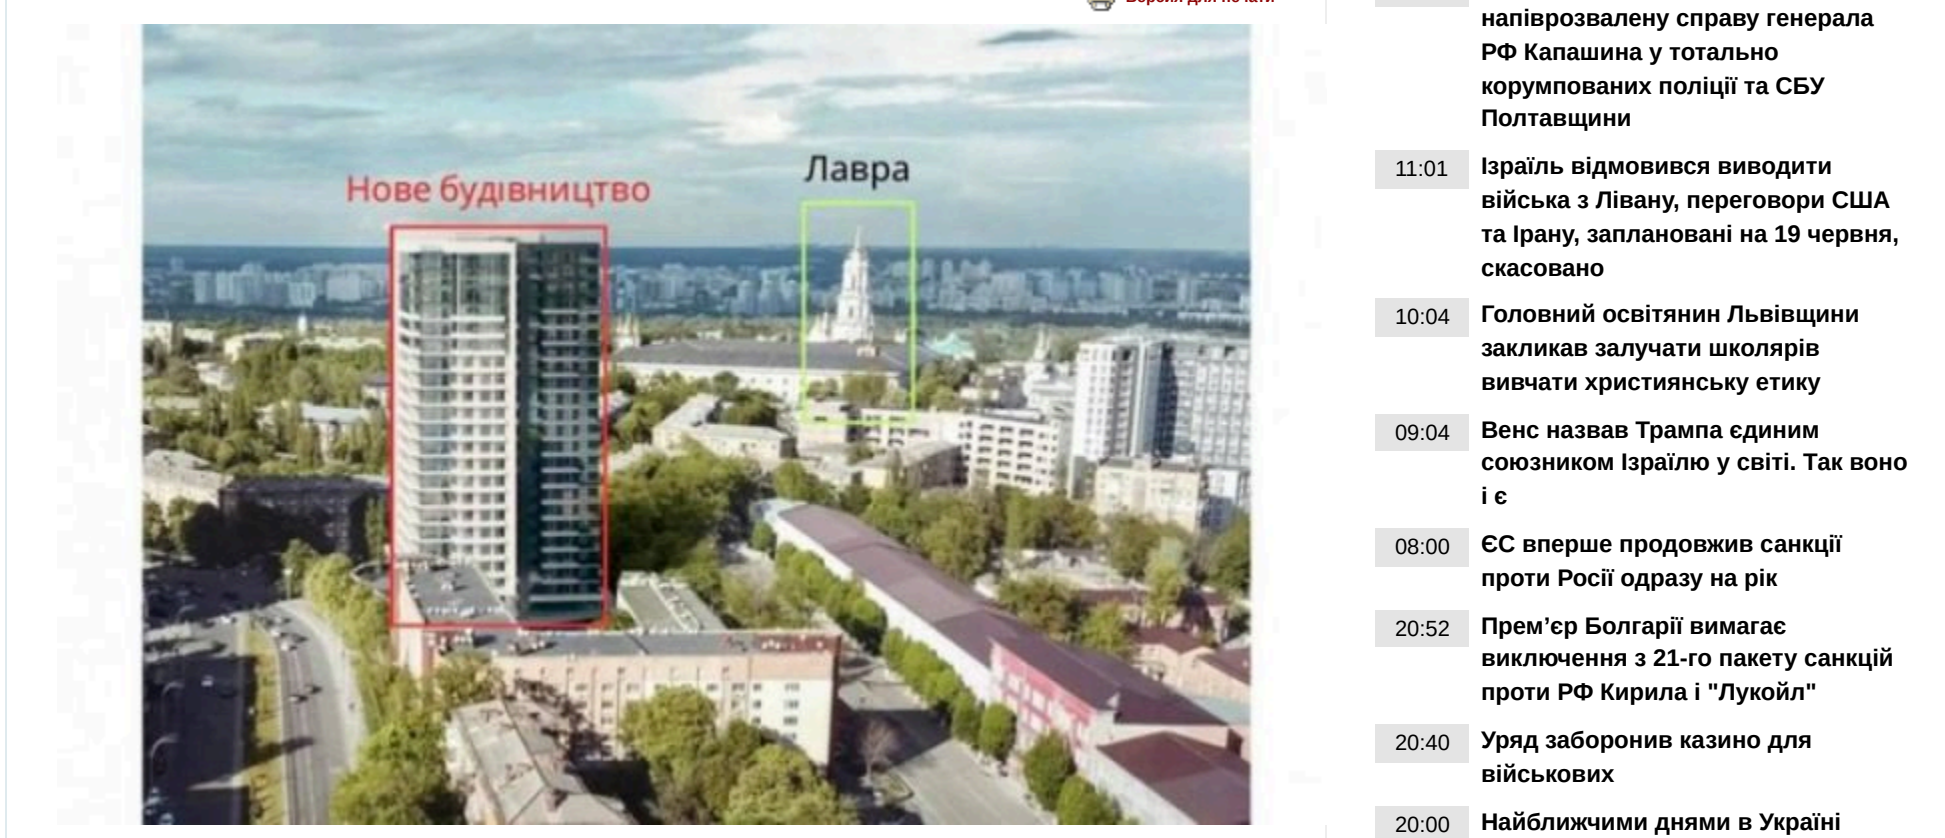 Версия для печати
Нове будівництво
Лавра
напіврозвалену справу генерала
РФ Капашина у тотально
корумпованих поліції та СБУ
Полтавщини
11:01
Ізраїль відмовився виводити
війська з Лівану, переговори США
та Ірану, заплановані на 19 червня,
скасовано
10:04
Головний освітянин Львівщини
закликав залучати школярів
вивчати християнську етику
09:04
Венс назвав Трампа єдиним
союзником Ізраїлю у світі. Так воно
і є
08:00
ЄС вперше продовжив санкції
проти Росії одразу на рік
20:52
Прем’єр Болгарії вимагає
виключення з 21-го пакету санкцій
проти РФ Кирила і "Лукойл"
20:40
Уряд заборонив казино для
військових
20:00
Найближчими днями в Україні